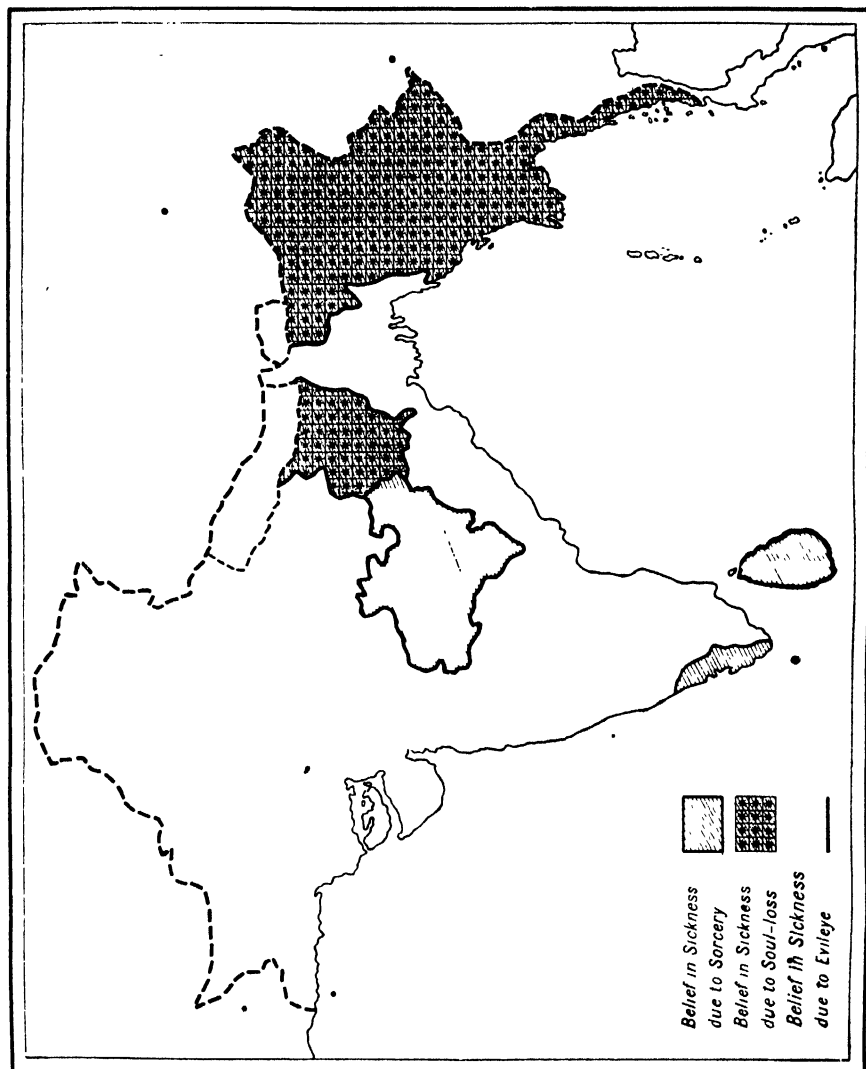 Belief in Sickness
due to Sorcery
Belief in Sickness
due to Soul-loss
Belief in Sickness
due to Evileye